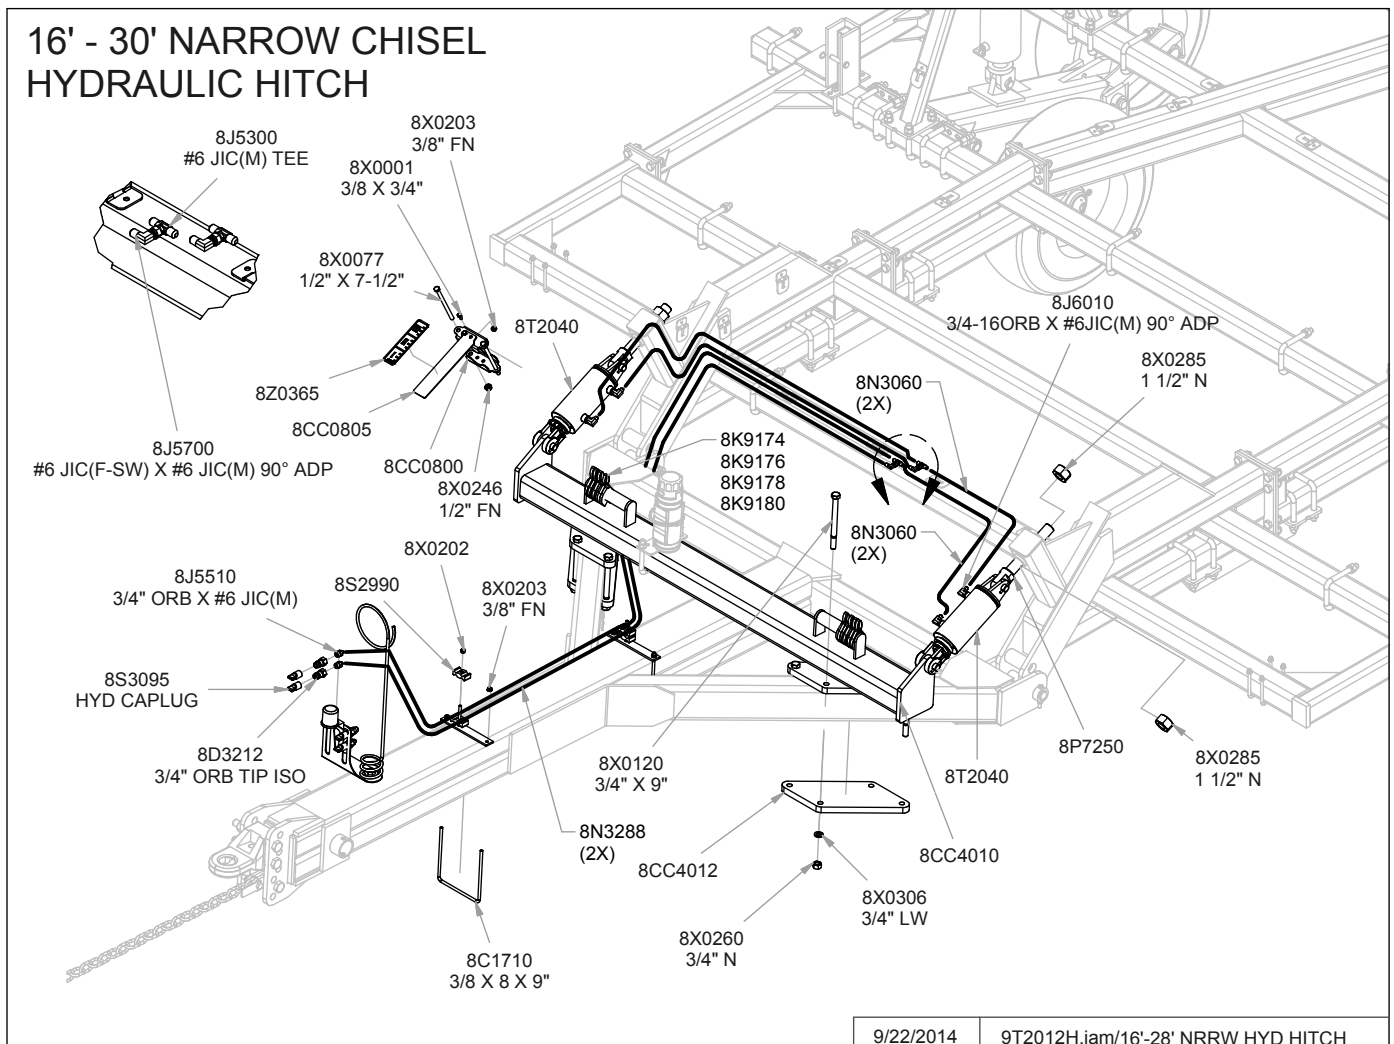 16' - 30' NARROW CHISEL
HYDRAULIC HITCH
8J5300
#6 JIC(M) TEE
8X0203
3/8" FN
8X0001
3/8 X 3/4"
8X0077
1/2" X 7-1/2"
8T2040
8J6010
3/4-16ORB X #6JIC(M) 90° ADP
8X0285
1 1/2" N
8N3060
(2X)
8Z0365
8CC0805
8J5700
#6 JIC(F-SW) X #6 JIC(M) 90° ADP
8CC0800
8X0246
1/2" FN
8K9174
8K9176
8K9178
8K9180
8N3060
(2X)
8X0202
8J5510
3/4" ORB X #6 JIC(M)
8S2990
8X0203
3/8" FN
8S3095
HYD CAPLUG
8D3212
3/4" ORB TIP ISO
8X0120
3/4" X 9"
8T2040
8P7250
8X0285
1 1/2" N
8N3288
(2X)
8CC4012
8CC4010
8X0306
3/4" LW
8X0260
3/4" N
8C1710
3/8 X 8 X 9"
9/22/2014
9T2012H.iam/16'-28' NRRW HYD HITCH